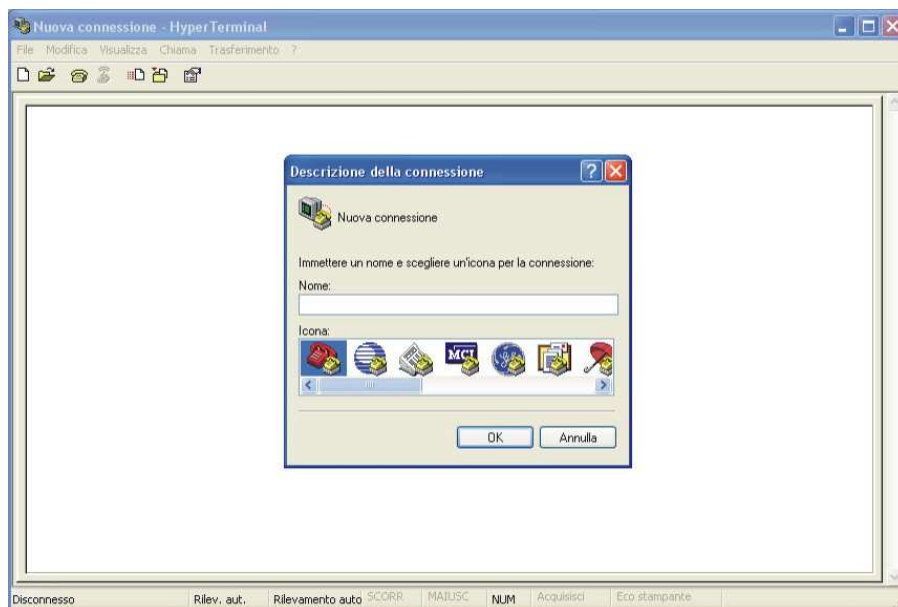 Nuova connessione - HyperTerminal
File Modifica Visualizza Chiama Trasferimento ?
Descrizione della connessione
Nuova connessione
Immettere un nome e scegliere un'icona per la connessione:
Nome:
Icona:
MCI
OK Annulla
Disconnesso Rilev. aut. Rilevamento auto SCORR MAIUSC NUM Acquisisci Eco stampante